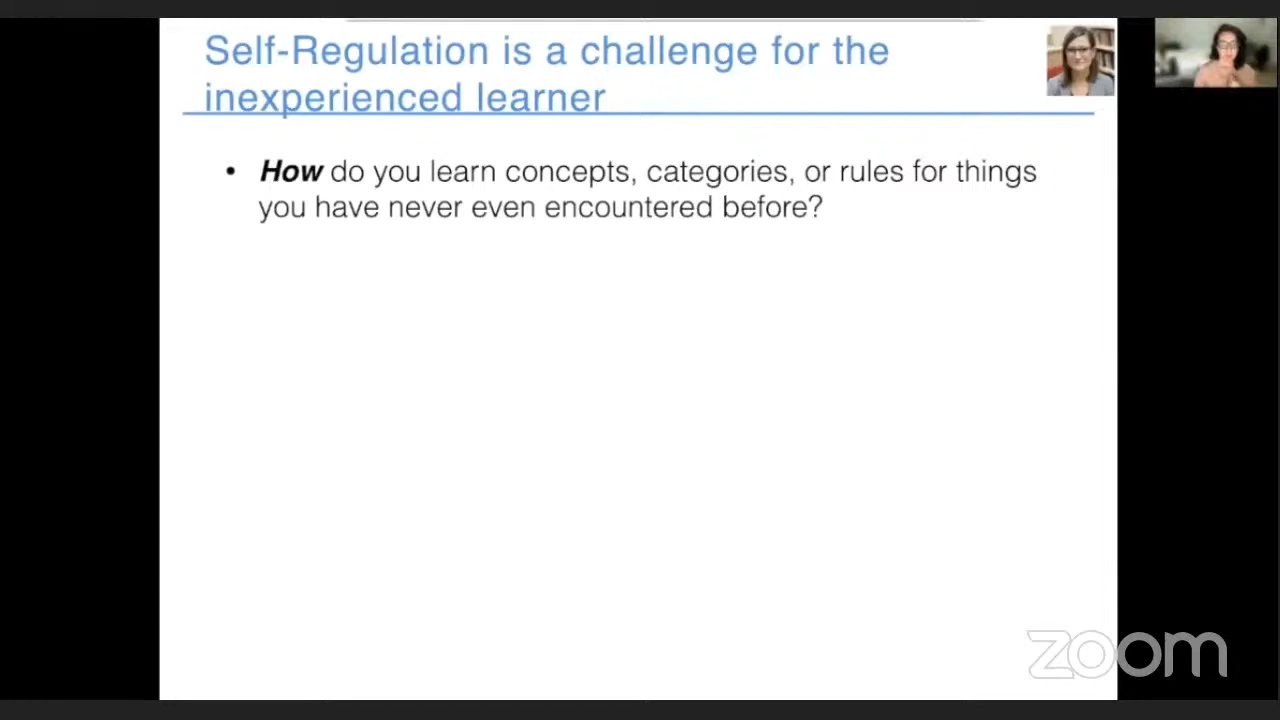 Self-Regulation is a challenge for the
inexperienced learner
• How do you learn concepts, categories, or rules for things
you have never even encountered before?
zoom